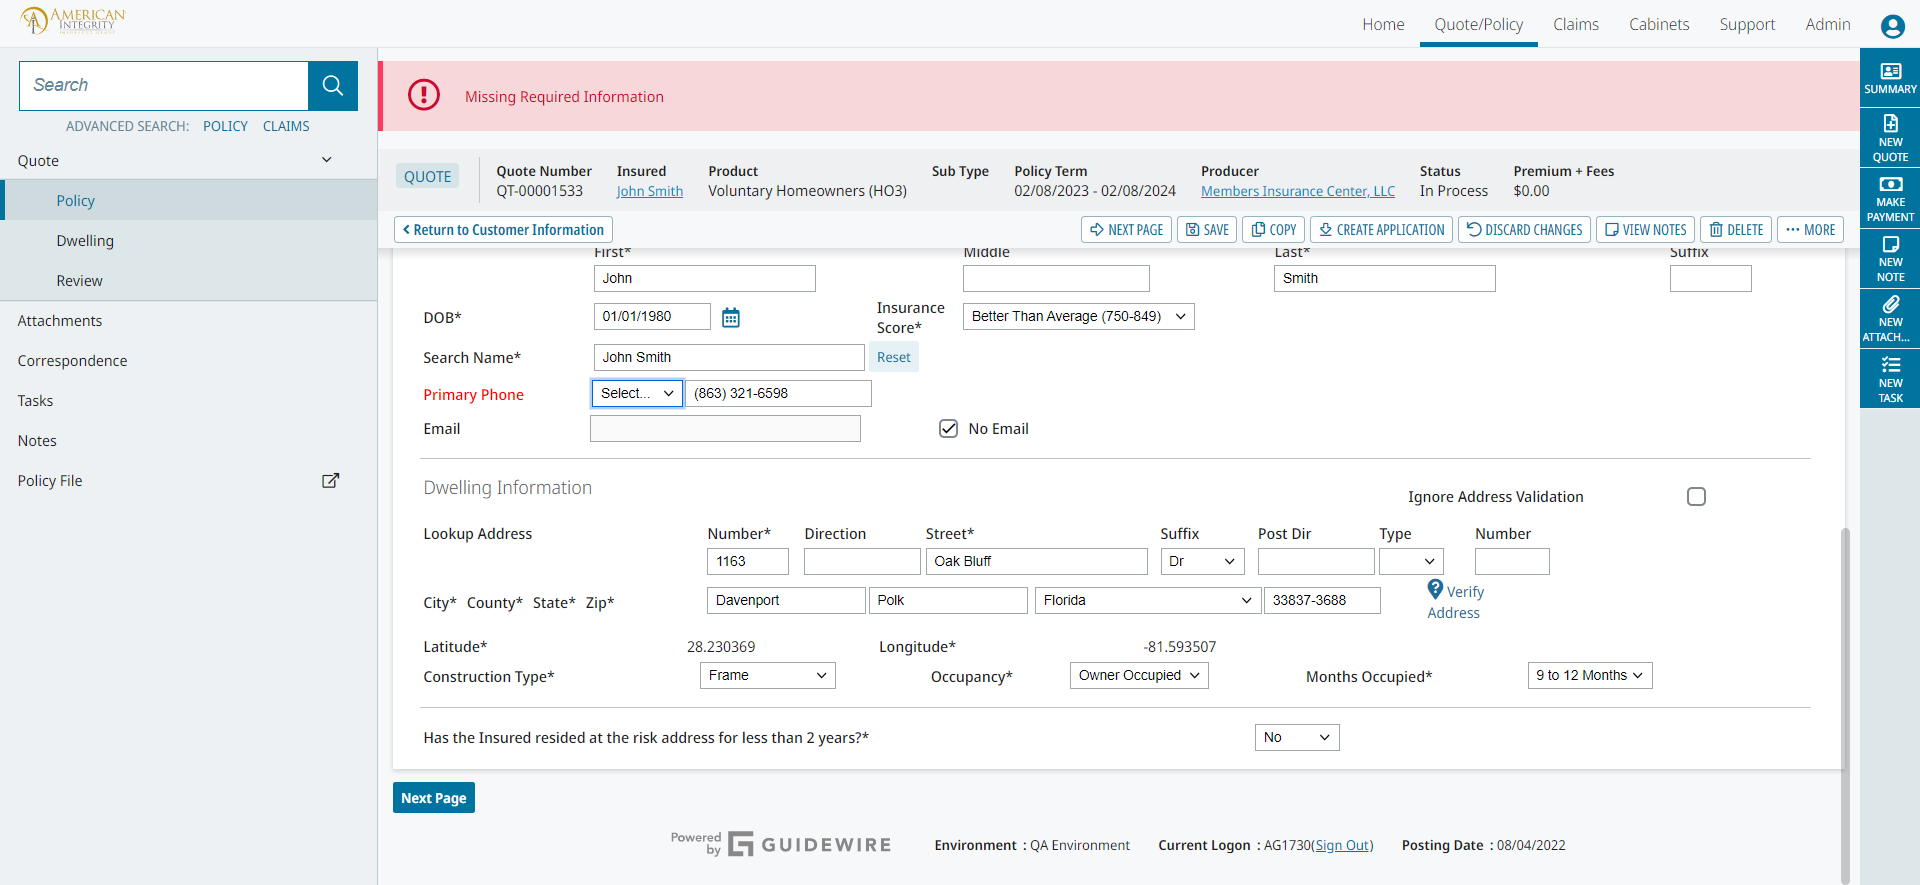 AMERICAN
INTEGRITY
INSURANCE GROUP
Home Quote/Policy Claims Cabinets Support Admin
Search
ADVANCED SEARCH: POLICY CLAIMS
Quote
Policy
Dwelling
Review
Attachments
Correspondence
Tasks
Notes
Policy File
Missing Required Information
QUOTE
Quote Number Insured Product Sub Type Policy Term Producer Status Premium + Fees
QT-00001533 John Smith Voluntary Homeowners (HO3) 02/08/2023 - 02/08/2024 Members Insurance Center, LLC In Process $0.00
Return to Customer Information NEXT PAGE SAVE COPY CREATE APPLICATION DISCARD CHANGES VIEW NOTES DELETE MORE
First* Middle Last* Suffix
John Smith
DOB* 01/01/1980 Insurance Score* Better Than Average (750-849)
Search Name* John Smith Reset
Primary Phone Select... (863) 321-6598
Email No Email
Dwelling Information
Ignore Address Validation
Lookup Address Number* Direction Street* Suffix Post Dir Type Number
1163 Oak Bluff Dr
City* County* State* Zip* Davenport Polk Florida 33837-3688 Verify Address
Latitude* 28.230369 Longitude* -81.593507
Construction Type* Frame Occupancy* Owner Occupied Months Occupied* 9 to 12 Months
Has the Insured resided at the risk address for less than 2 years?* No
Next Page
Powered by GUIDEWIRE Environment : QA Environment Current Logon : AG1730(Sign Out) Posting Date : 08/04/2022
SUMMARY
NEW
QUOTE
MAKE
PAYMENT
NEW
NOTE
NEW
ATTACH...
NEW
TASK